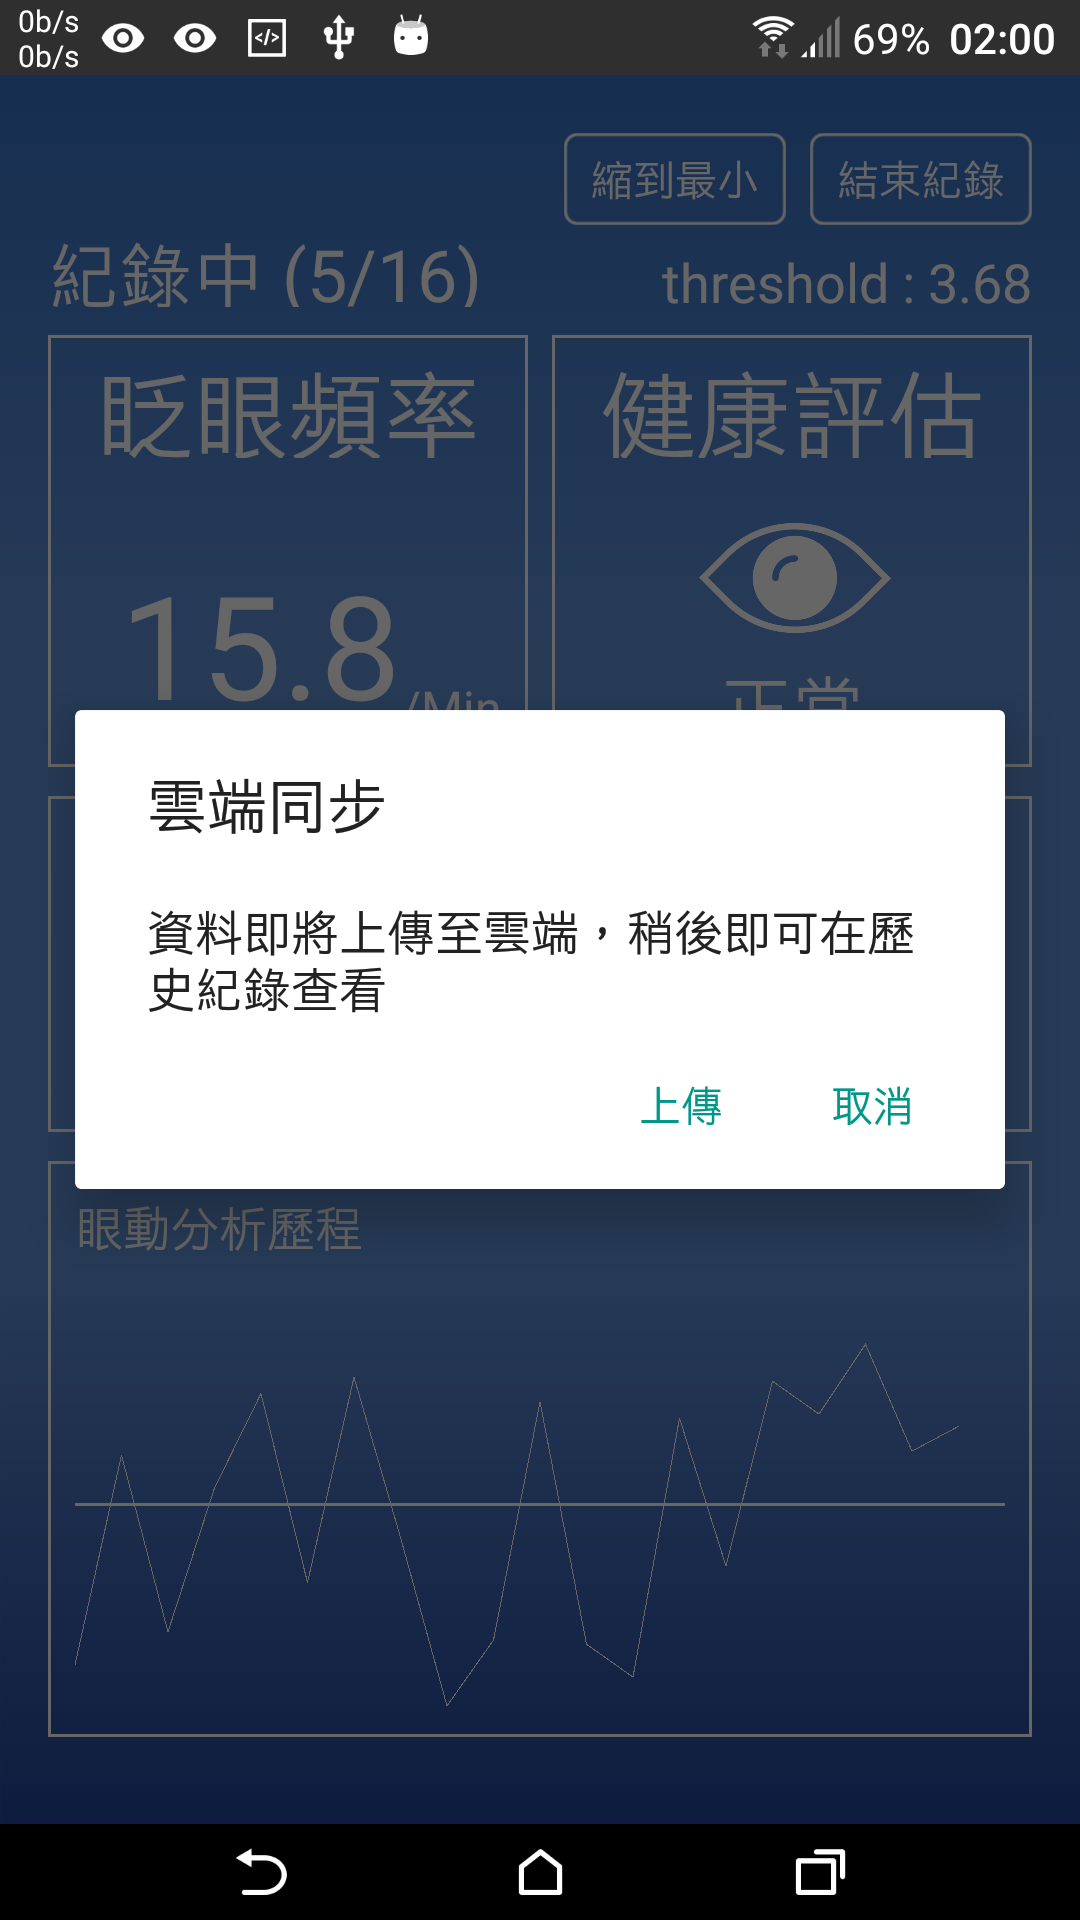 0b/s
0b/s
69% 02:00
縮到最小 結束紀錄
紀錄中 (5/16) threshold : 3.68
眨眼頻率 健康評估
15.8 /Min
正常
雲端同步
資料即將上傳至雲端，稍後即可在歷
史紀錄查看
上傳 取消
眼動分析歷程